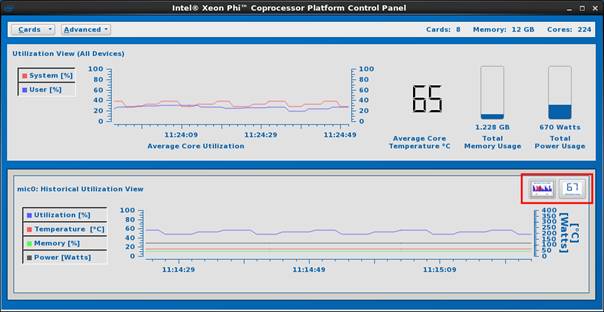 Intel® Xeon Phi™ Coprocessor Platform Control Panel
Cards Advanced Cards: 8 Memory: 12 GB Cores: 224
Utilization View (All Devices)
System [%]
User [%]
100
80
60
40
20
0
100
80
60
40
20
0
11:24:09 11:24:29 11:24:49
Average Core Utilization
65
Average Core
Temperature °C
1.228 GB
Total
Memory Usage
670 Watts
Total
Power Usage
mic0: Historical Utilization View
67
Utilization [%]
Temperature [°C]
Memory [%]
Power [Watts]
100
80
60
40
20
0
400
350
300
250
200
150
100
50
0
[°C]
[Watts]
11:14:29 11:14:49 11:15:09